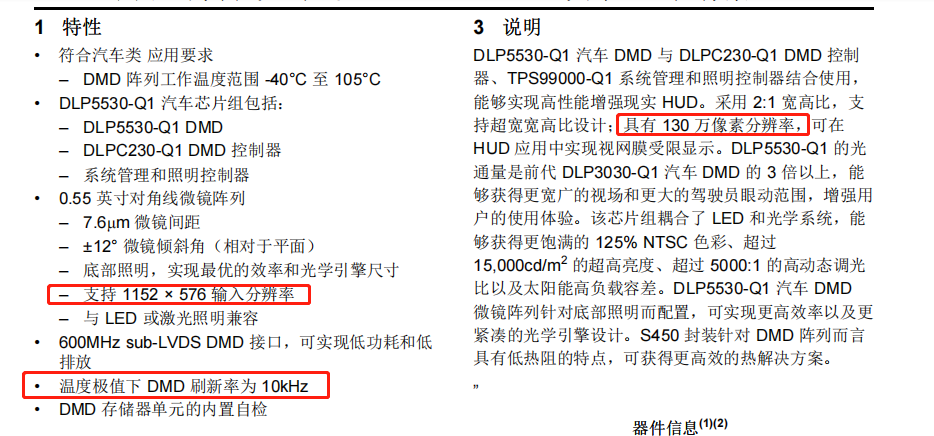 1 特性
• 符合汽车类 应用要求
– DMD 阵列工作温度范围 -40°C 至 105°C
• DLP5530-Q1 汽车芯片组包括:
– DLP5530-Q1 DMD
– DLPC230-Q1 DMD 控制器
– 系统管理和照明控制器
• 0.55 英寸对角线微镜阵列
– 7.6μm 微镜间距
– ±12° 微镜倾斜角（相对于平面）
– 底部照明，实现最优的效率和光学引擎尺寸
– 支持 1152 × 576 输入分辨率
– 与 LED 或激光照明兼容
• 600MHz sub-LVDS DMD 接口，可实现低功耗和低
排放
• 温度极值下 DMD 刷新率为 10kHz
• DMD 存储器单元的内置自检
3 说明
DLP5530-Q1 汽车 DMD 与 DLPC230-Q1 DMD 控制
器、TPS99000-Q1 系统管理和照明控制器结合使用，
能够实现高性能增强现实 HUD。采用 2:1 宽高比，支
持超宽宽高比设计；具有 130 万像素分辨率，可在
HUD 应用中实现视网膜受限显示。DLP5530-Q1 的光
通量是前代 DLP3030-Q1 汽车 DMD 的 3 倍以上，能
够获得更宽广的视场和更大的驾驶员眼动范围，增强用
户的使用体验。该芯片组耦合了 LED 和光学系统，能
够获得更饱满的 125% NTSC 色彩、超过
15,000cd/m² 的超高亮度、超过 5000:1 的高动态调光
比以及太阳能高负载容差。DLP5530-Q1 汽车 DMD
微镜阵列针对底部照明而配置，可实现更高效率以及更
紧凑的光学引擎设计。S450 封装针对 DMD 阵列而言
具有低热阻的特点，可获得更高效的热解决方案。
”
器件信息(1)(2)